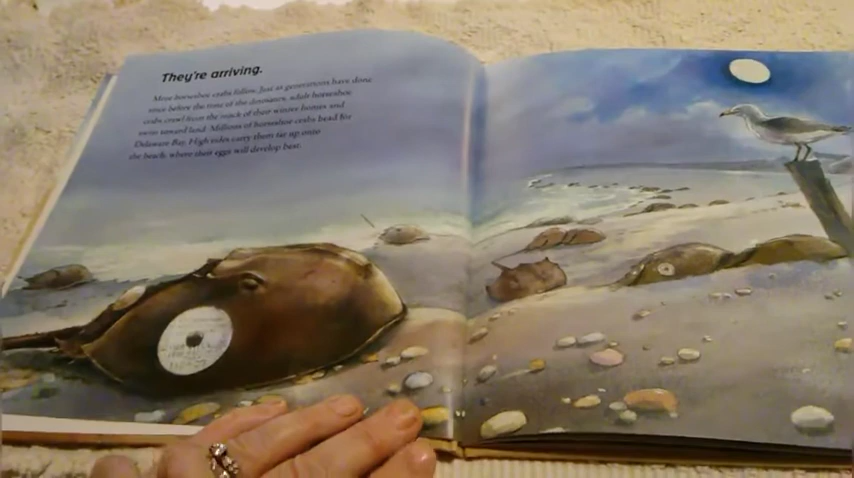 They're arriving.
More horseshoe crabs follow. Just as generations have done
since before the time of the dinosaurs, adult horseshoe
crabs crawl from the muck of their winter homes and
swim toward land. Millions of horseshoe crabs head for
Delaware Bay. High tides carry them far up onto
the beach, where their eggs will develop best.